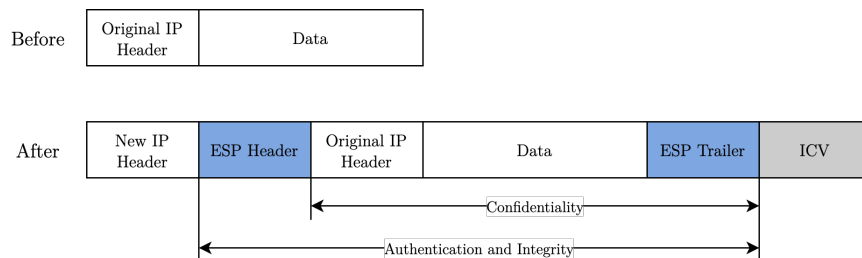 Before
Original IP
Header
Data
After
New IP
Header
ESP Header
Original IP
Header
Data
ESP Trailer
ICV
Confidentiality
Authentication and Integrity